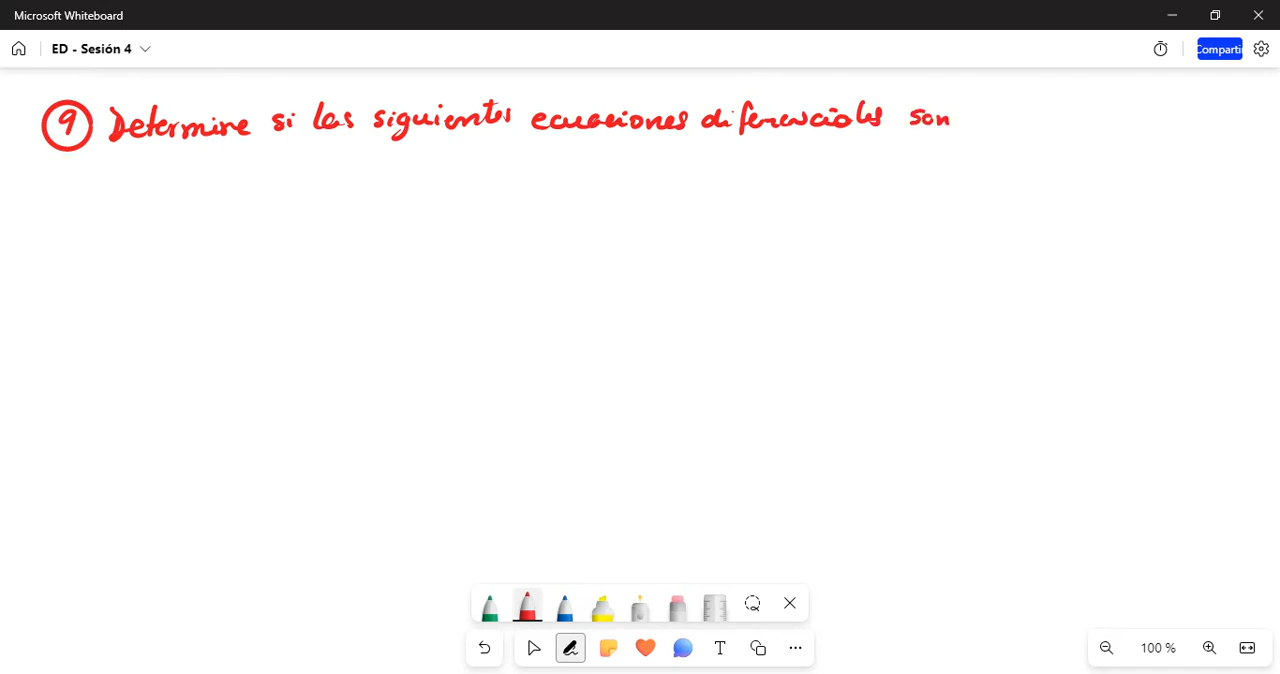 Microsoft Whiteboard
ED - Sesión 4
Comparti
9 Determine si las siguientes ecuaciones diferenciales son
T
100 %